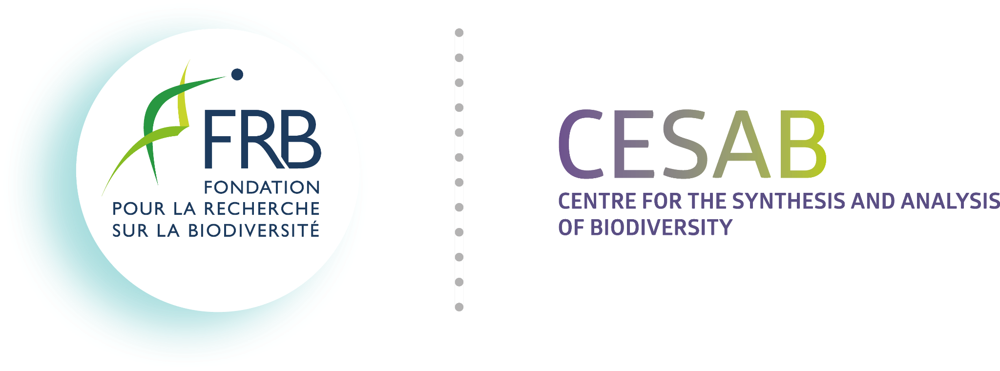 FRB
FONDATION
POUR LA RECHERCHE
SUR LA BIODIVERSITÉ
CESAB
CENTRE FOR THE SYNTHESIS AND ANALYSIS
OF BIODIVERSITY